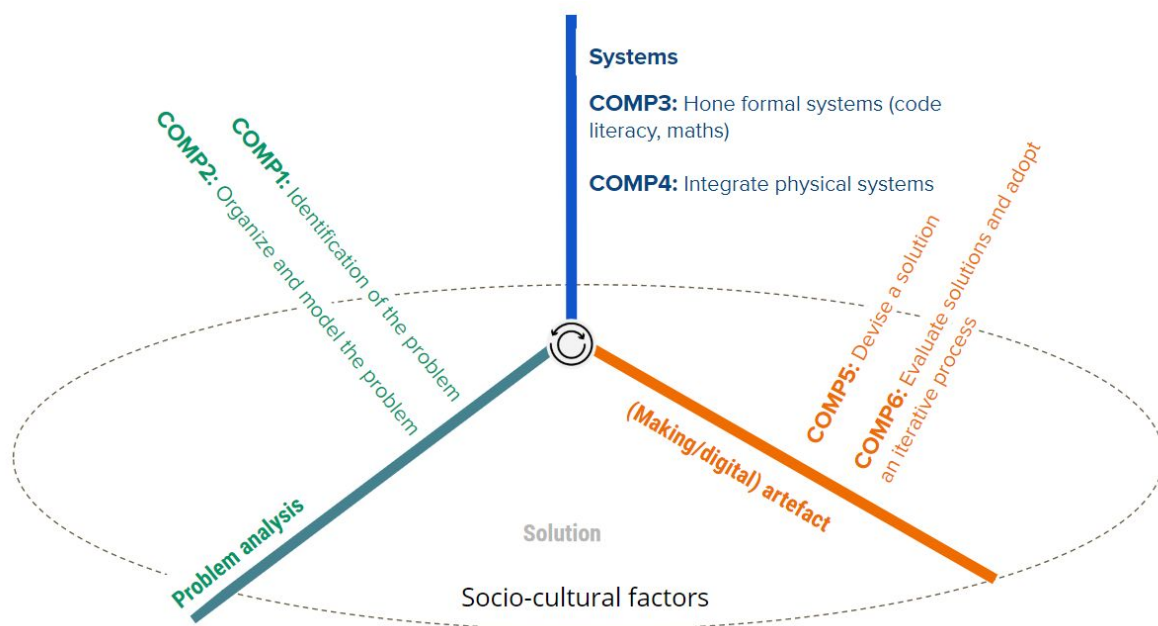 Systems
COMP3: Hone formal systems (code
literacy, maths)
COMP4: Integrate physical systems
COMP1: Identification of the problem
COMP2: Organize and model the problem
Problem analysis
COMP5: Devise a solution
COMP6: Evaluate solutions and adopt
an iterative process
(Making/digital) artefact
Solution
Socio-cultural factors